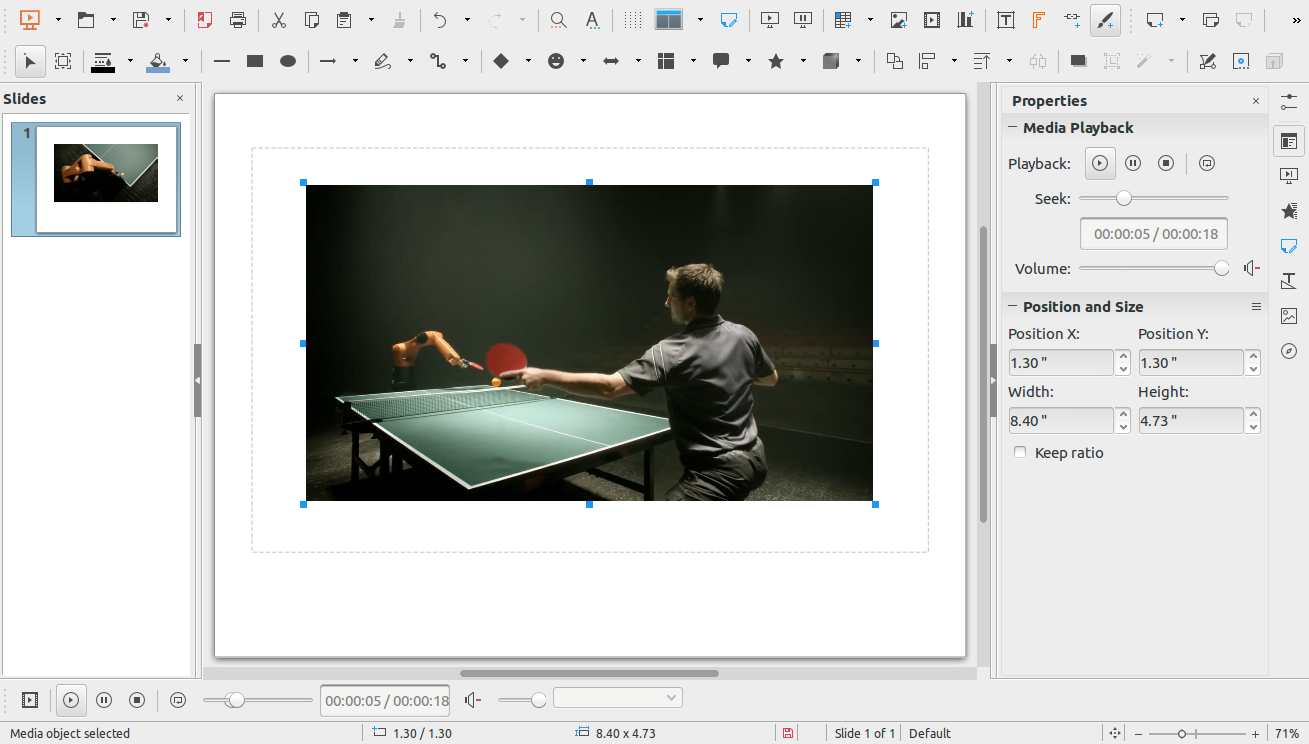 Slides
1
Properties
Media Playback
Playback:
Seek:
00:00:05 / 00:00:18
Volume:
Position and Size
Position X:
Position Y:
1.30 "
1.30 "
Width:
Height:
8.40 "
4.73 "
Keep ratio
00:00:05 / 00:00:18
Media object selected
1.30 / 1.30
8.40 x 4.73
Slide 1 of 1
Default
71%